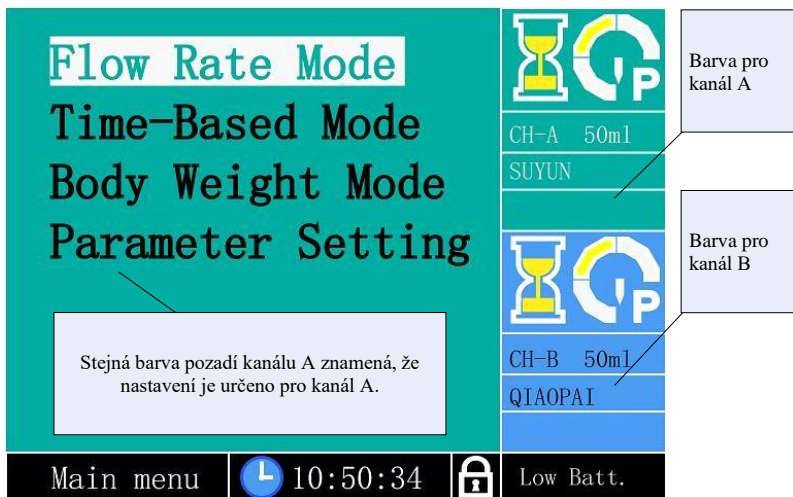 Flow Rate Mode
Time-Based Mode
Body Weight Mode
Parameter Setting
Stejná barva pozadí kanálu A znamená, že
nastavení je určeno pro kanál A.
P
CH-A 50ml
SUYUN
P
CH-B 50ml
QIAOPAI
Barva pro
kanál A
Barva pro
kanál B
Main menu 10:50:34 Low Batt.